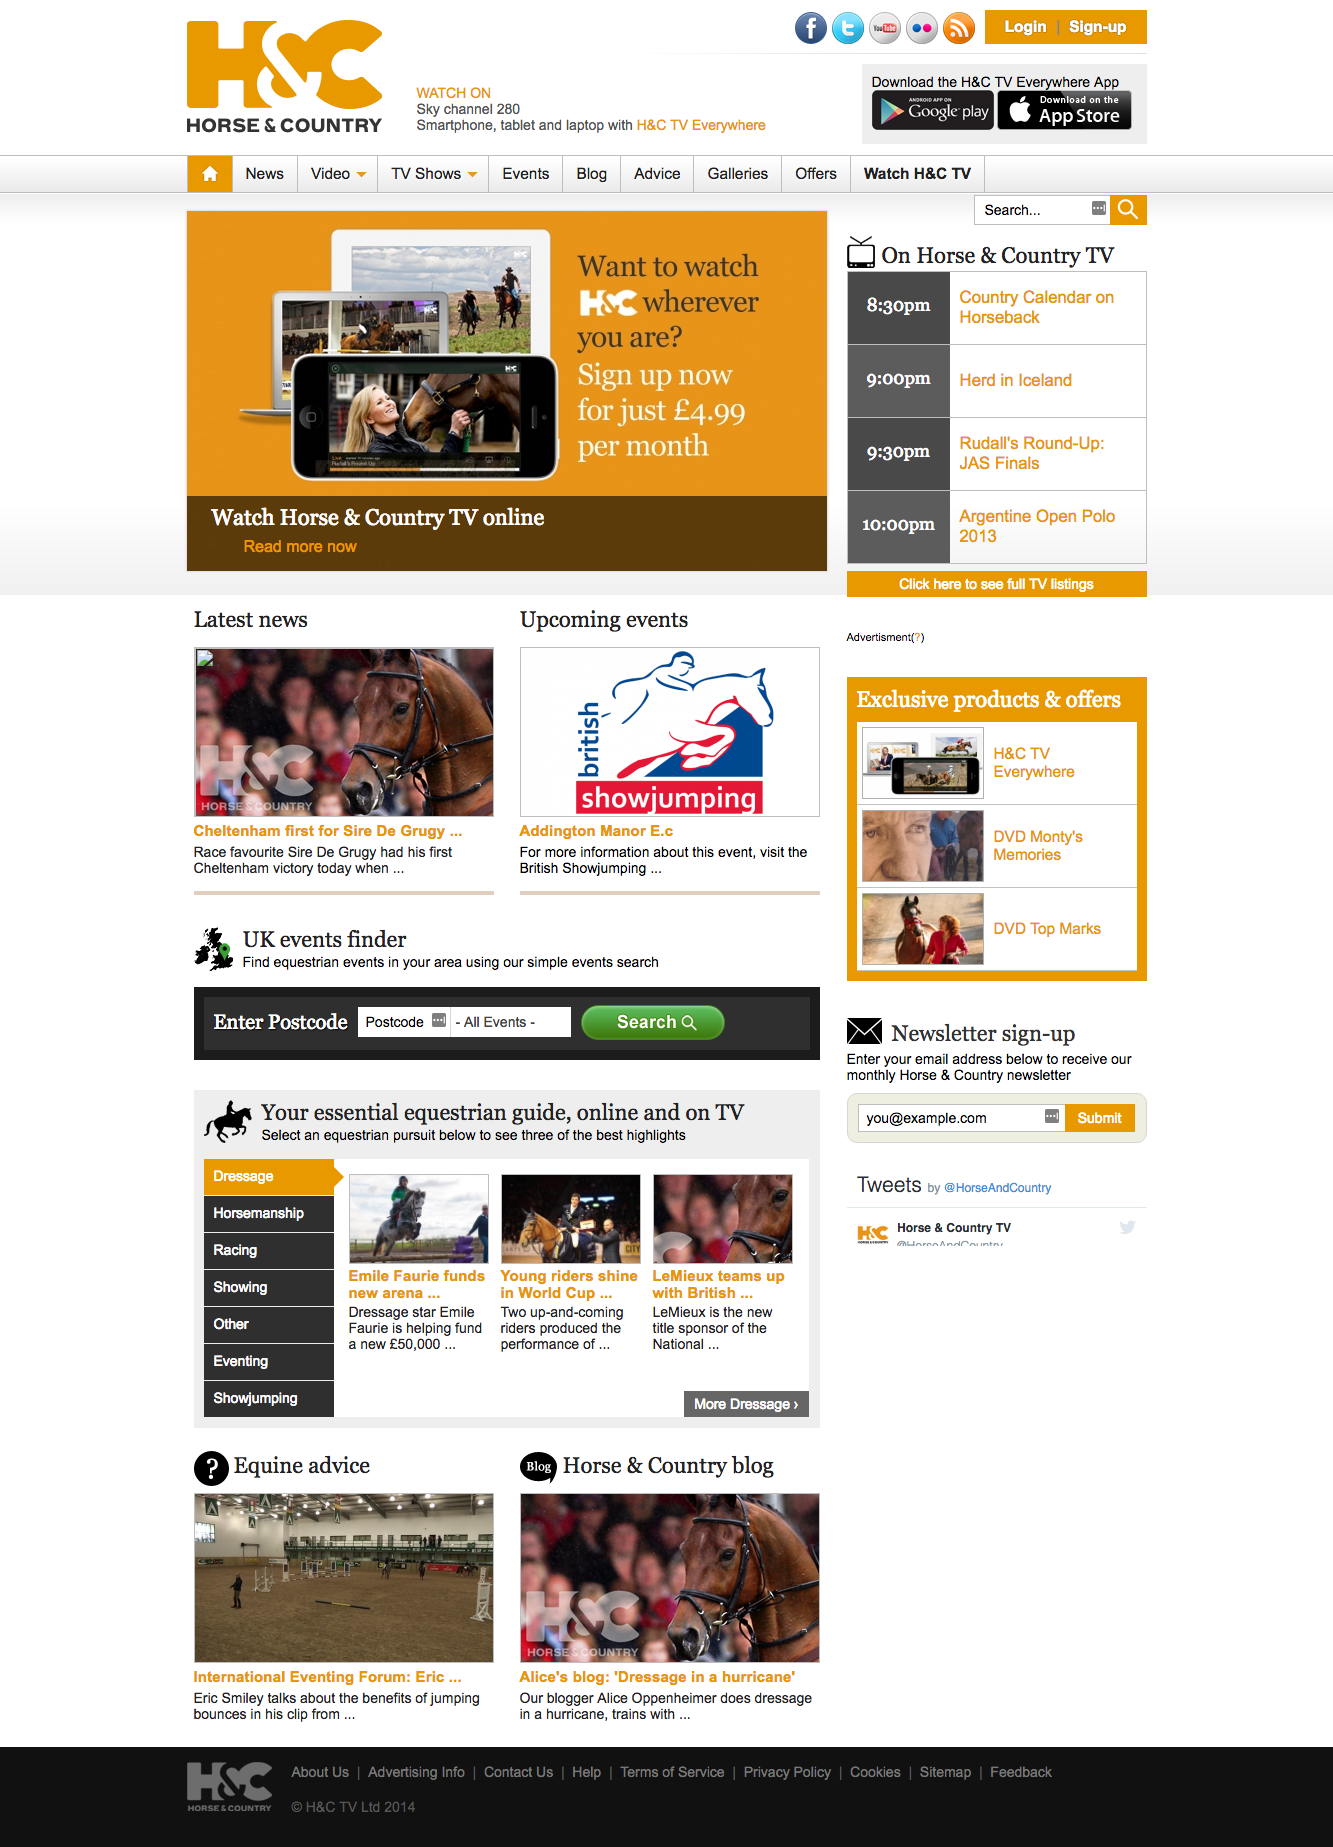 H&C
HORSE & COUNTRY
WATCH ON
Sky channel 280
Smartphone, tablet and laptop with H&C TV Everywhere
f
t
YouTube
Login | Sign-up
Download the H&C TV Everywhere App
ANDROID APP ON
Google play
Download on the
App Store
News
Video
TV Shows
Events
Blog
Advice
Galleries
Offers
Watch H&C TV
Search...
Want to watch
H&C wherever
you are?
Sign up now
for just £4.99
per month
Rudall's Round-Up
Watch Horse & Country TV online
Read more now
On Horse & Country TV
8:30pm
Country Calendar on
Horseback
9:00pm
Herd in Iceland
9:30pm
Rudall's Round-Up:
JAS Finals
10:00pm
Argentine Open Polo
2013
Click here to see full TV listings
Latest news
H&C
HORSE & COUNTRY
Cheltenham first for Sire De Grugy ...
Race favourite Sire De Grugy had his first
Cheltenham victory today when ...
Upcoming events
british
showjumping
Addington Manor E.c
For more information about this event, visit the
British Showjumping ...
Advertisment(?)
Exclusive products & offers
H&C TV
Everywhere
DVD Monty's
Memories
DVD Top Marks
UK events finder
Find equestrian events in your area using our simple events search
Enter Postcode
Postcode
- All Events -
Search
Newsletter sign-up
Enter your email address below to receive our
monthly Horse & Country newsletter
you@example.com
Submit
Tweets by @HorseAndCountry
H&C
HORSE & COUNTRY
Horse & Country TV
@HorseAndCountry
Your essential equestrian guide, online and on TV
Select an equestrian pursuit below to see three of the best highlights
Dressage
Horsemanship
Racing
Showing
Other
Eventing
Showjumping
Emile Faurie funds
new arena ...
Dressage star Emile
Faurie is helping fund
a new £50,000 ...
Young riders shine
in World Cup ...
Two up-and-coming
riders produced the
performance of ...
LeMieux teams up
with British ...
LeMieux is the new
title sponsor of the
National ...
More Dressage ›
? Equine advice
International Eventing Forum: Eric ...
Eric Smiley talks about the benefits of jumping
bounces in his clip from ...
Blog Horse & Country blog
H&C
HORSE & COUNTRY
Alice's blog: 'Dressage in a hurricane'
Our blogger Alice Oppenheimer does dressage
in a hurricane, trains with ...
H&C
HORSE & COUNTRY
About Us | Advertising Info | Contact Us | Help | Terms of Service | Privacy Policy | Cookies | Sitemap | Feedback
© H&C TV Ltd 2014